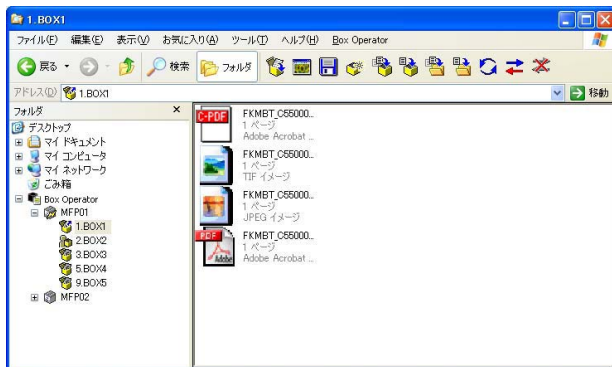 1.BOX1
ファイル(F) 編集(E) 表示(V) お気に入り(A) ツール(T) ヘルプ(H) Box Operator
戻る 検索 フォルダ
アドレス(D) 1.BOX1 移動
フォルダ ×
デスクトップ
マイ ドキュメント
マイ コンピュータ
マイ ネットワーク
ごみ箱
Box Operator
MFP01
1.BOX1
2.BOX2
3.BOX3
5.BOX4
9.BOX5
MFP02
C-PDF
FKMBT_C55000...
1 ページ
Adobe Acrobat ...
FKMBT_C55000...
1 ページ
TIF イメージ
FKMBT_C55000...
1 ページ
JPEG イメージ
PDF
Adobe
FKMBT_C55000...
1 ページ
Adobe Acrobat ...